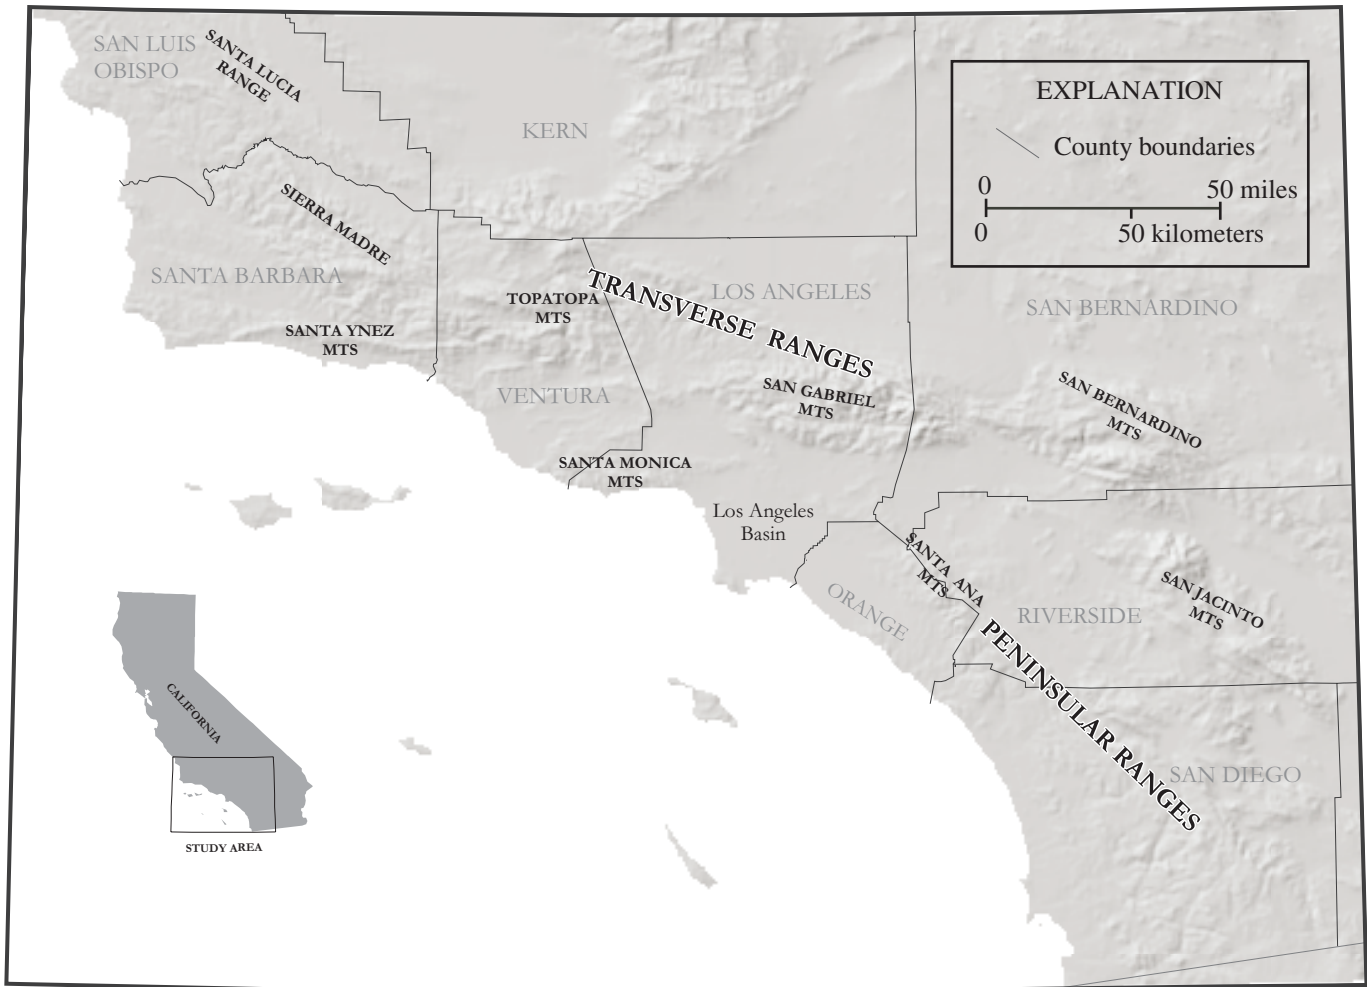 SAN LUIS
OBISPO
SANTA LUCIA
RANGE
KERN
EXPLANATION
County boundaries
0 50 miles
0 50 kilometers
SIERRA MADRE
SANTA BARBARA
SANTA YNEZ
MTS
TOPATOPA
MTS
TRANSVERSE RANGES
LOS ANGELES
SAN BERNARDINO
VENTURA
SAN GABRIEL
MTS
SAN BERNARDINO
MTS
SANTA MONICA
MTS
Los Angeles
Basin
SANTA ANA
MTS
ORANGE
RIVERSIDE
SAN JACINTO
MTS
PENINSULAR RANGES
SAN DIEGO
CALIFORNIA
STUDY AREA